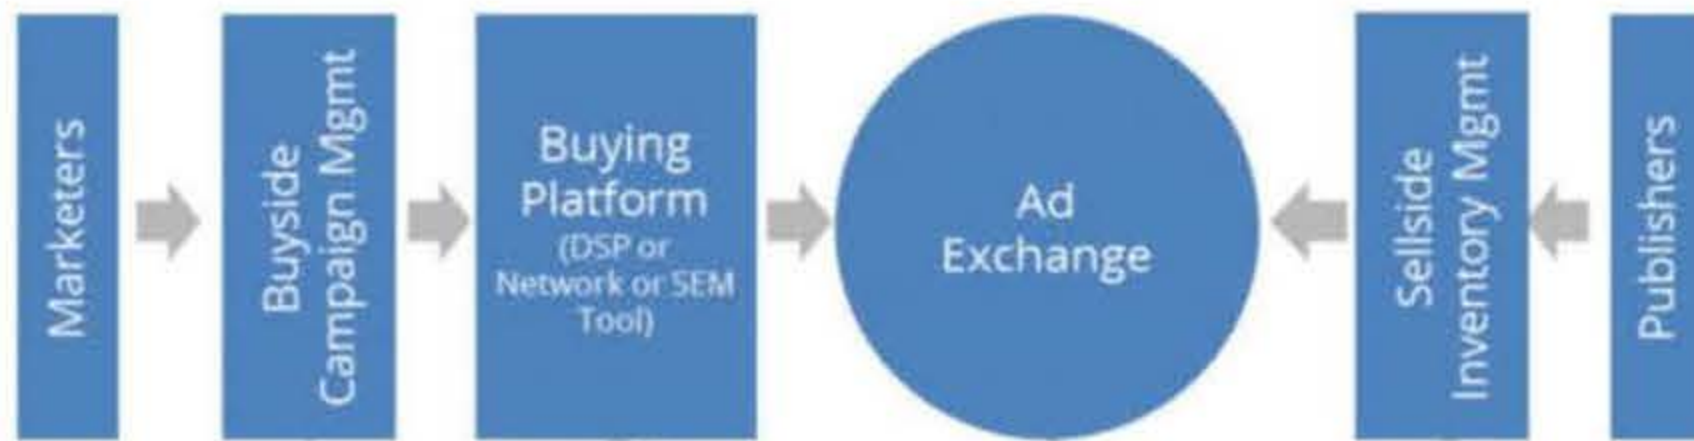 Marketers
Buyside
Campaign Mgmt
Buying
Platform
(DSP or
Network or SEM
Tool)
Ad
Exchange
Sellside
Inventory Mgmt
Publishers